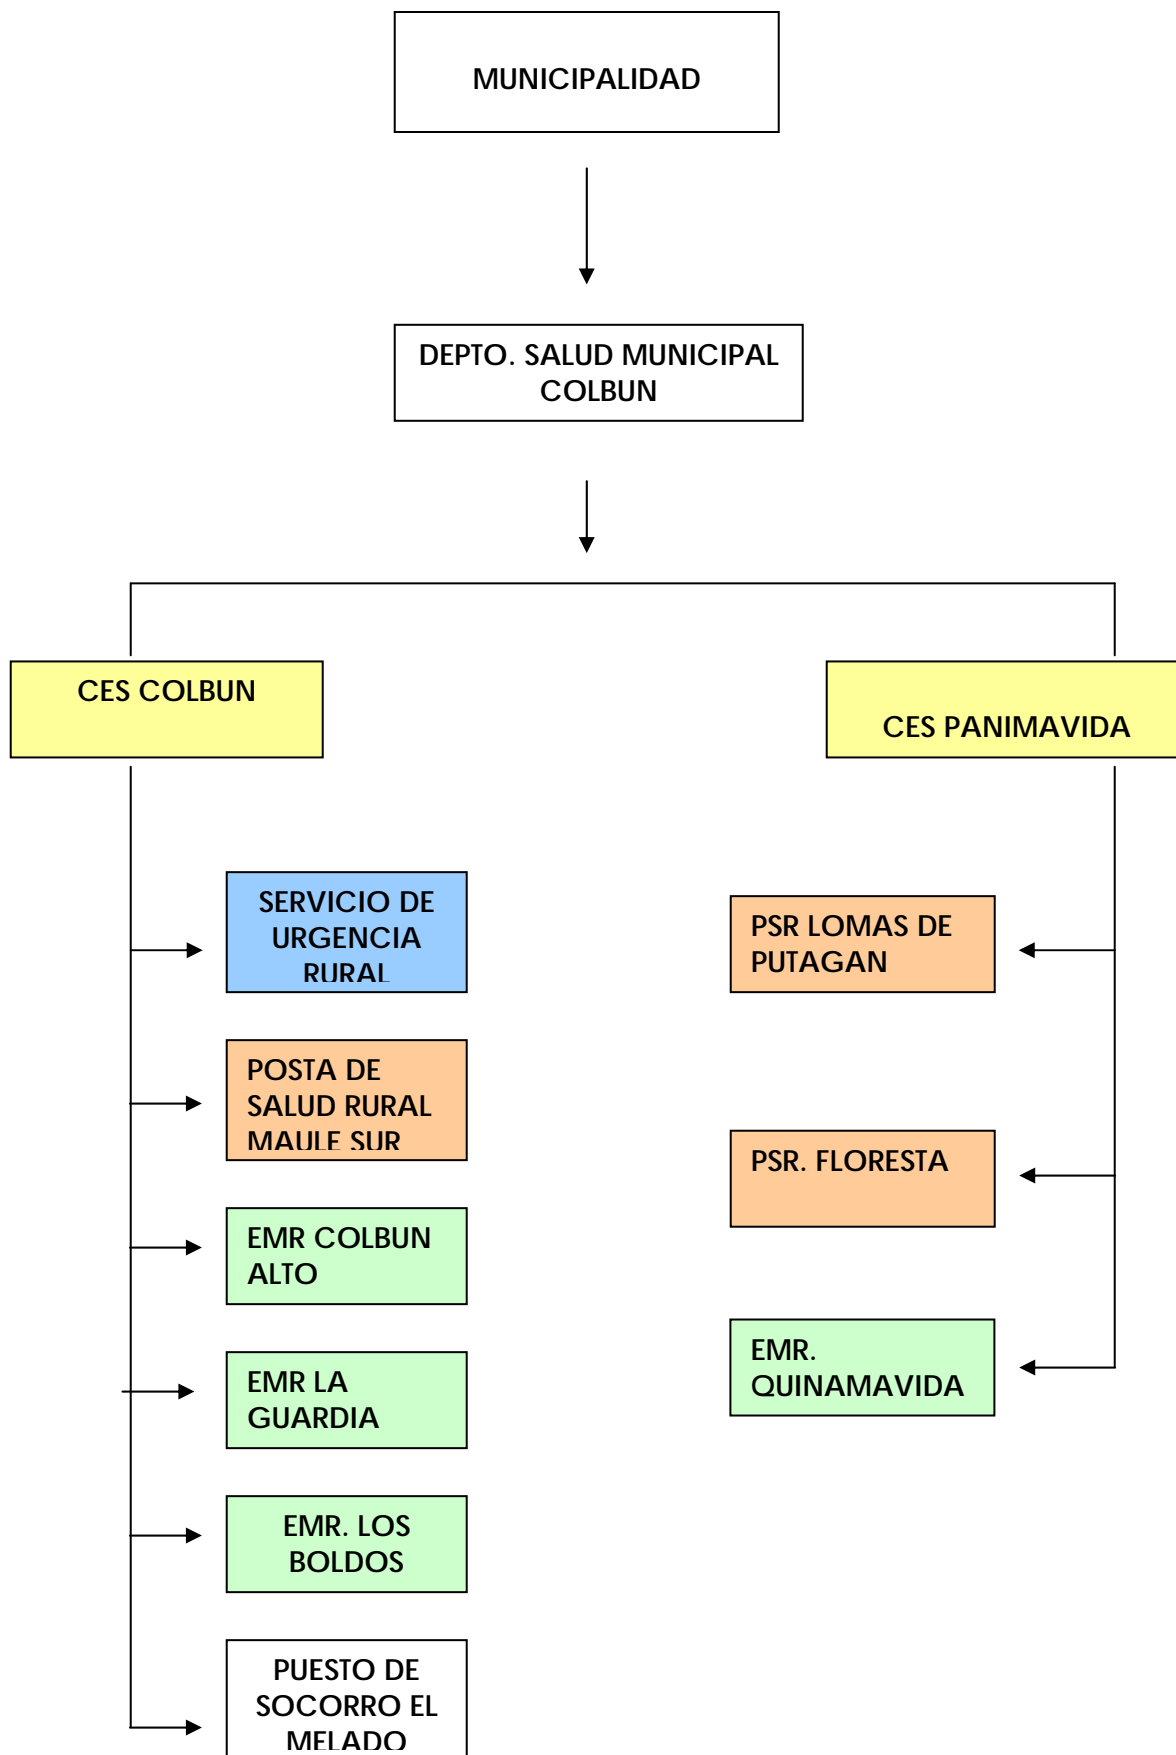 MUNICIPALIDAD
DEPTO. SALUD MUNICIPAL
COLBUN
CES COLBUN
CES PANIMAVIDA
SERVICIO DE
URGENCIA
RURAL
POSTA DE
SALUD RURAL
MAULE SUR
EMR COLBUN
ALTO
EMR LA
GUARDIA
EMR. LOS
BOLDOS
PUESTO DE
SOCORRO EL
MELADO
PSR LOMAS DE
PUTAGAN
PSR. FLORESTA
EMR.
QUINAMAVIDA